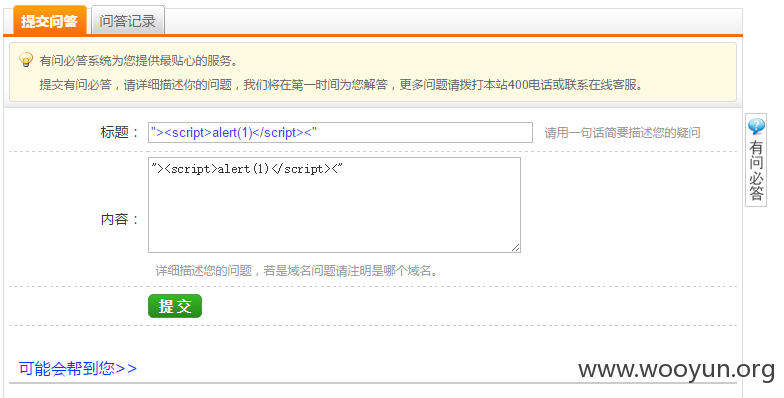 提交问答 问答记录
有问必答系统为您提供最贴心的服务。
提交有问必答，请详细描述你的问题，我们将在第一时间为您解答，更多问题请拨打本站400电话或联系在线客服。
标题： "><script>alert(1)</script><" 请用一句话简要描述您的疑问
"><script>alert(1)</script><"
内容：
详细描述您的问题，若是域名问题请注明是哪个域名。
提交
可能会帮到您>>
有问必答
www.wooyun.org